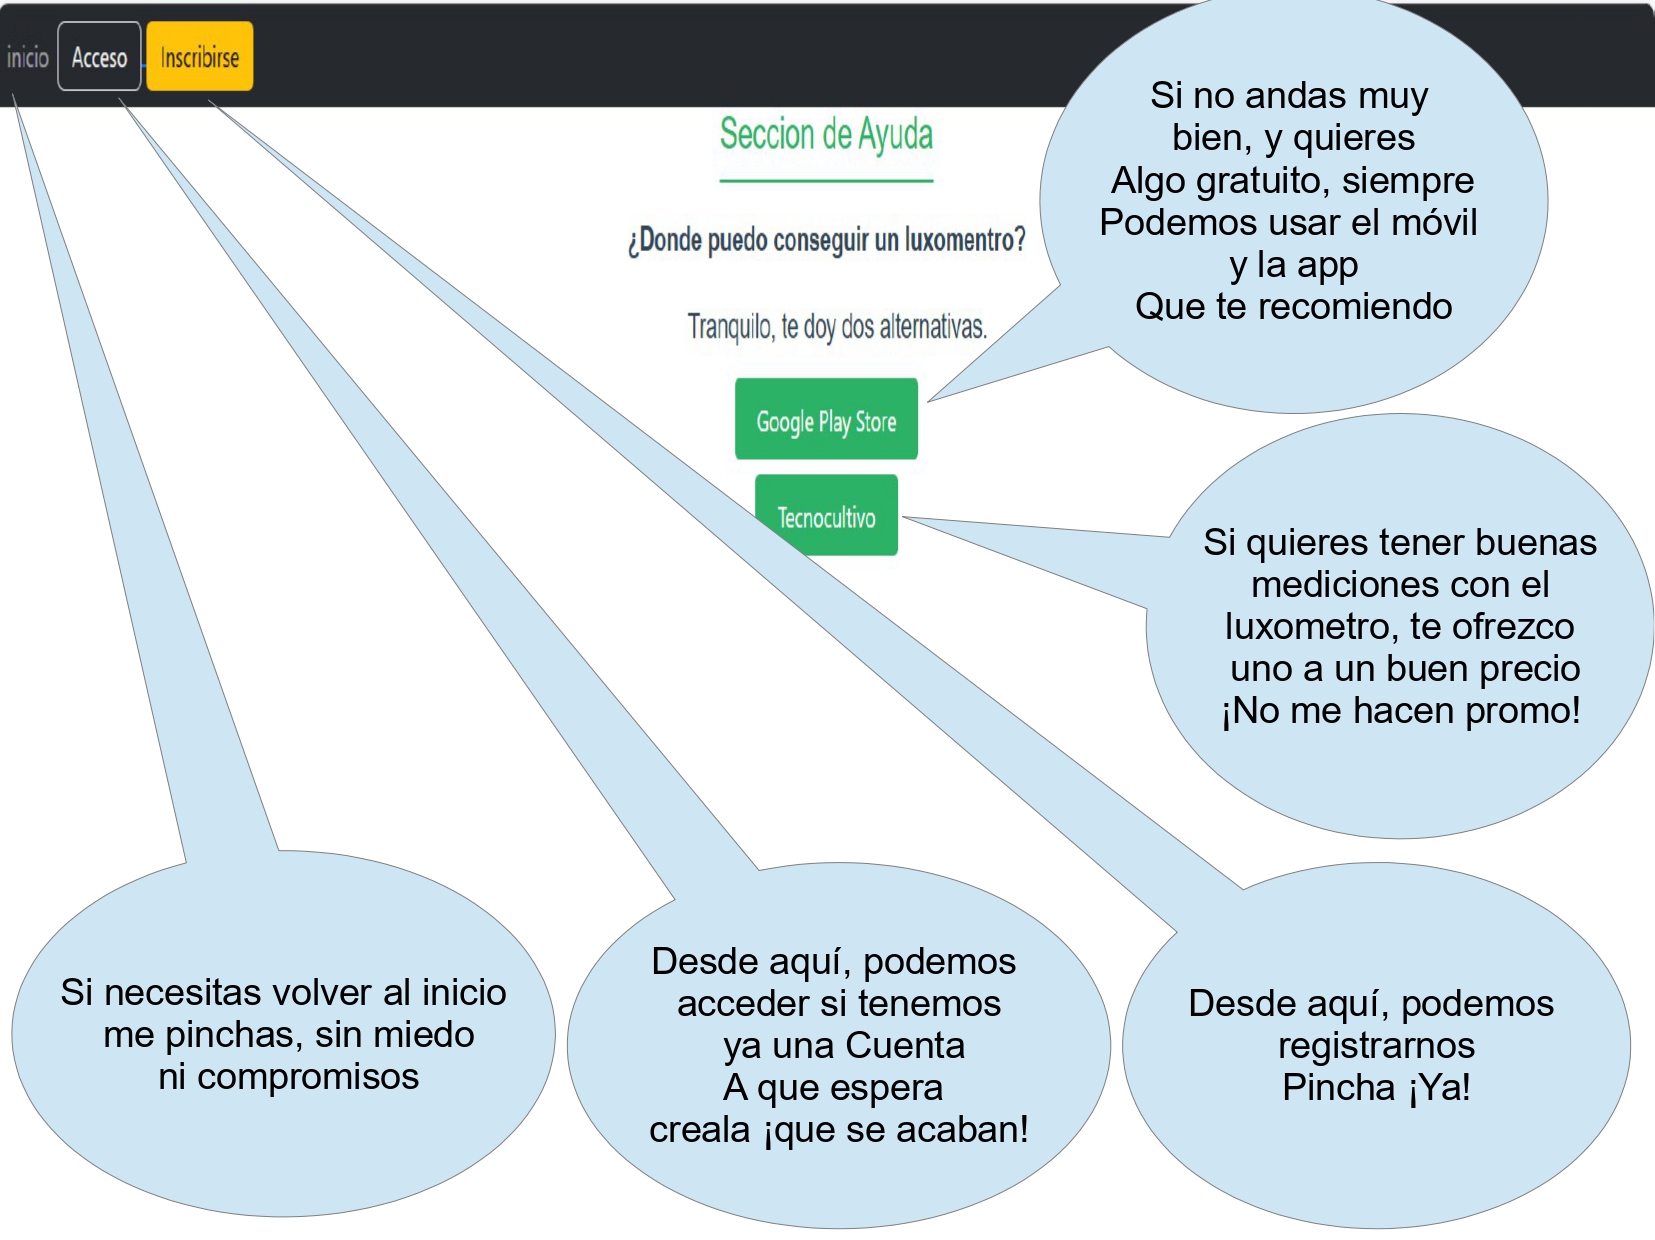 inicio Acceso Inscribirse
Seccion de Ayuda
¿Donde puedo conseguir un luxomentro?
Tranquilo, te doy dos alternativas.
Google Play Store
Tecnocultivo
Si no andas muy
bien, y quieres
Algo gratuito, siempre
Podemos usar el móvil
y la app
Que te recomiendo
Si quieres tener buenas
mediciones con el
luxometro, te ofrezco
uno a un buen precio
¡No me hacen promo!
Si necesitas volver al inicio
me pinchas, sin miedo
ni compromisos
Desde aquí, podemos
acceder si tenemos
ya una Cuenta
A que espera
creala ¡que se acaban!
Desde aquí, podemos
registrarnos
Pincha ¡Ya!